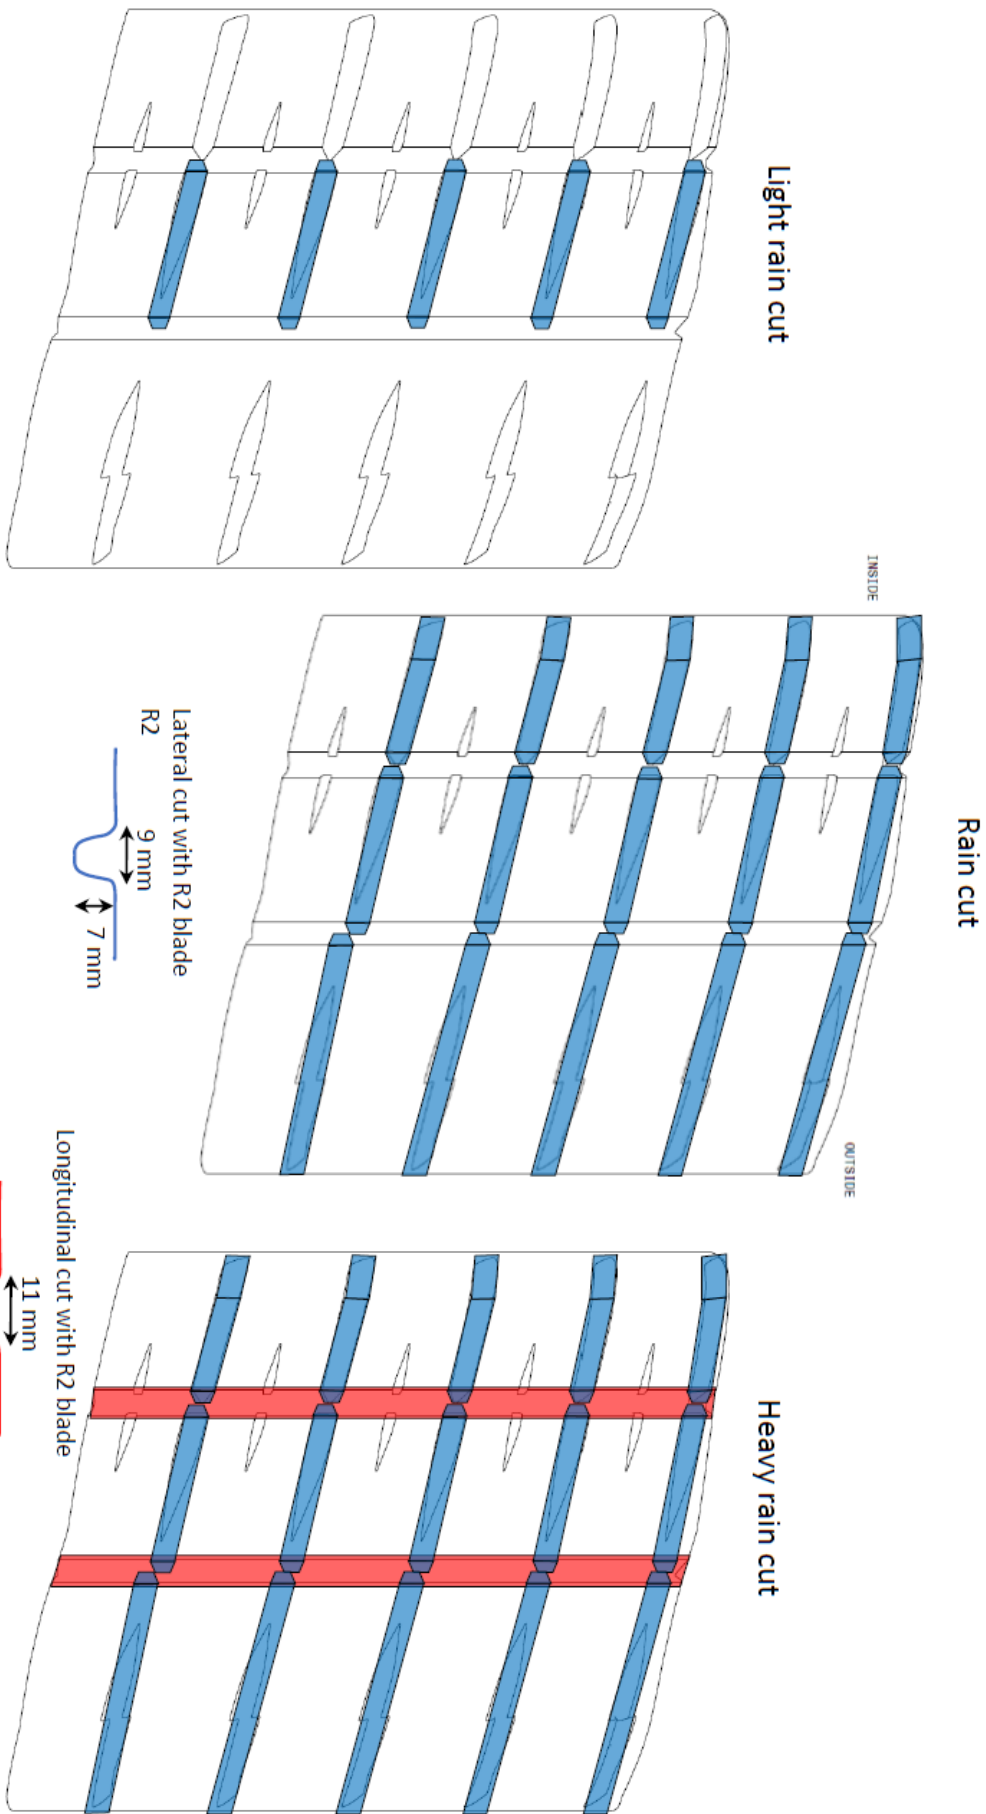 Light rain cut
Rain cut
Heavy rain cut
INSIDE
OUTSIDE
Lateral cut with R2 blade
R2
9 mm
7 mm
Longitudinal cut with R2 blade
11 mm